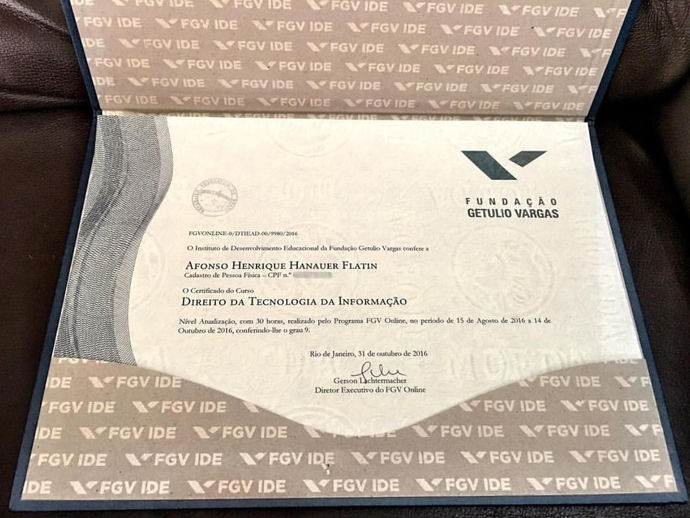 FGV IDE
FUNDAÇÃO
GETULIO VARGAS
FGVONLINE-0/DTIEAD-00/9980/2016
O Instituto de Desenvolvimento Educacional da Fundação Getulio Vargas confere a
Afonso Henrique Hanauer Flatin
Cadastro de Pessoa Física – CPF n.º
O Certificado do Curso
Direito da Tecnologia da Informação
Nível Atualização, com 30 horas, realizado pelo Programa FGV Online, no período de 15 de Agosto de 2016 a 14 de
Outubro de 2016, conferindo-lhe o grau 9.
Rio de Janeiro, 31 de outubro de 2016
Gerson Lachtermacher
Diretor Executivo do FGV Online
FGV IDE